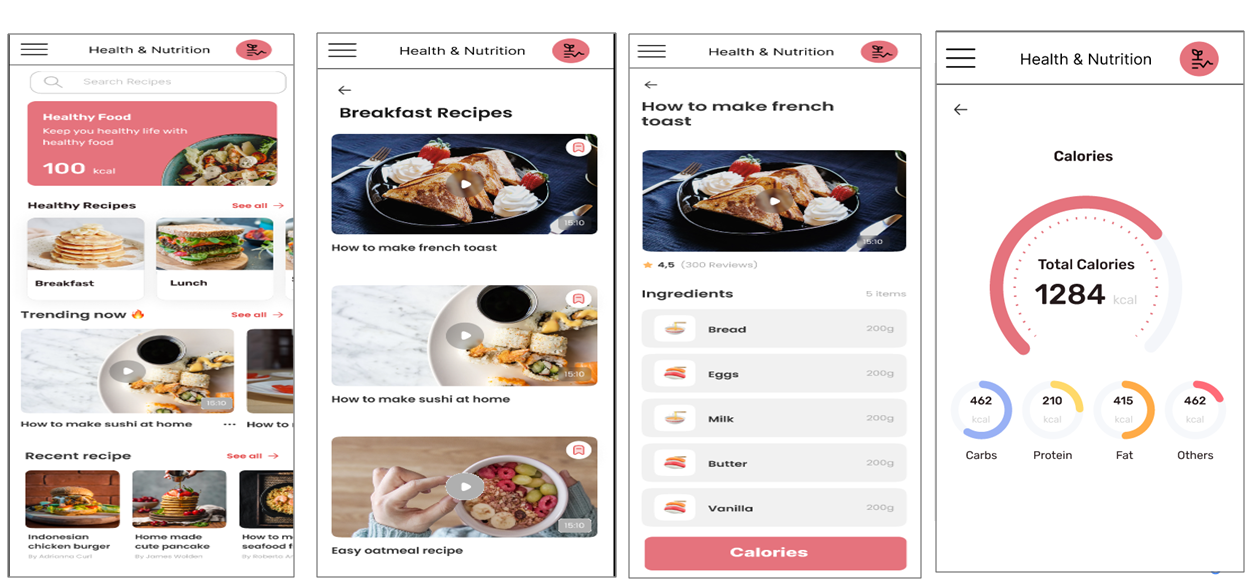 Health & Nutrition
Search Recipes
Healthy Food
Keep you healthy life with
healthy food
100 kcal
Healthy Recipes
See all →
Breakfast
Lunch
Trending now 🔥
See all →
15:10
How to make sushi at home
...
How to
Recent recipe
See all →
Indonesian
chicken burger
By Adrianna Curl
Home made
cute pancake
By James Wolden
How to m
seafood f
By Roberta A
Health & Nutrition
←
Breakfast Recipes
15:10
How to make french toast
15:10
How to make sushi at home
15:10
Easy oatmeal recipe
Health & Nutrition
←
How to make french
toast
15:10
4,5 (300 Reviews)
Ingredients
5 items
Bread 200g
Eggs 200g
Milk 200g
Butter 200g
Vanilla 200g
Calories
Health & Nutrition
←
Calories
Total Calories
1284 kcal
462
kcal
Carbs
210
kcal
Protein
415
kcal
Fat
462
kcal
Others